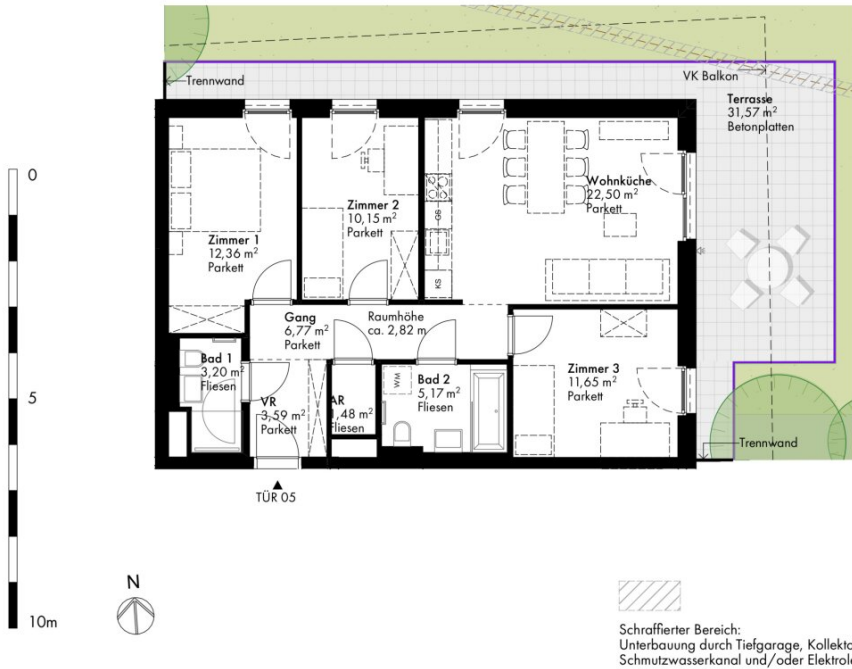 Trennwand
VK Balkon
Terrasse
31,57 m²
Betonplatten
0
Wohnküche
22,50 m²
Parkett
Zimmer 2
10,15 m²
Parkett
GS
Zimmer 1
12,36 m²
Parkett
KS
Gang
6,77 m²
Parkett
Raumhöhe
ca. 2,82 m
Bad 1
3,20 m²
Fliesen
Zimmer 3
11,65 m²
Parkett
WM
Bad 2
5,17 m²
Fliesen
VR
3,59 m²
Parkett
AR
1,48 m²
Fliesen
5
Trennwand
TÜR 05
N
10m
Schraffierter Bereich:
Unterbauung durch Tiefgarage, Kollekto
Schmutzwasserkanal und/oder Elektrole